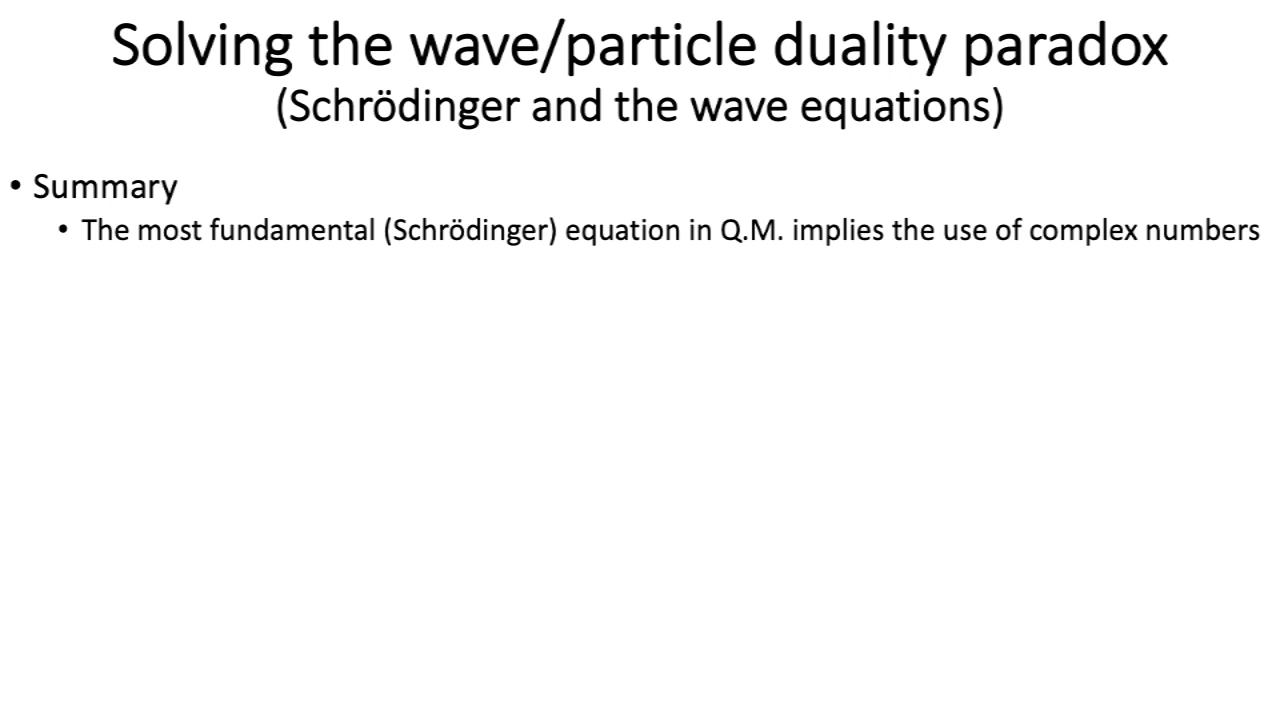 Solving the wave/particle duality paradox
(Schrödinger and the wave equations)
• Summary
• The most fundamental (Schrödinger) equation in Q.M. implies the use of complex numbers